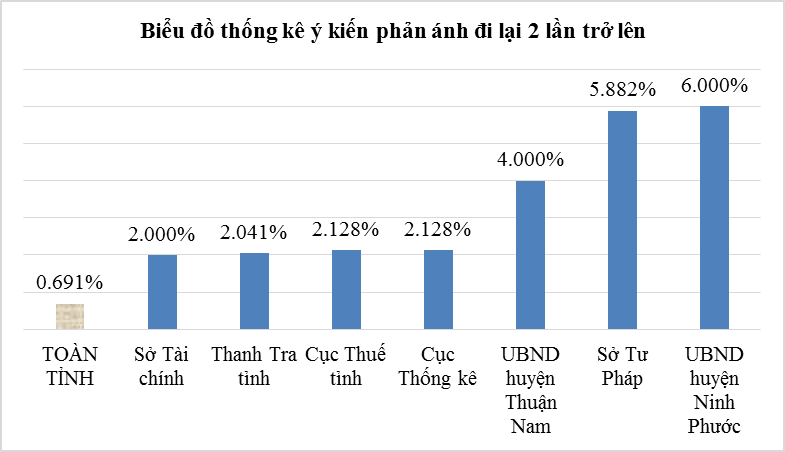 Biểu đồ thống kê ý kiến phản ánh đi lại 2 lần trở lên
0.691%
2.000%
2.041%
2.128%
2.128%
4.000%
5.882%
6.000%
TOÀN
TỈNH
Sở Tài
chính
Thanh Tra
tỉnh
Cục Thuế
tỉnh
Cục
Thống kê
UBND
huyện
Thuận
Nam
Sở Tư
Pháp
UBND
huyện
Ninh
Phước